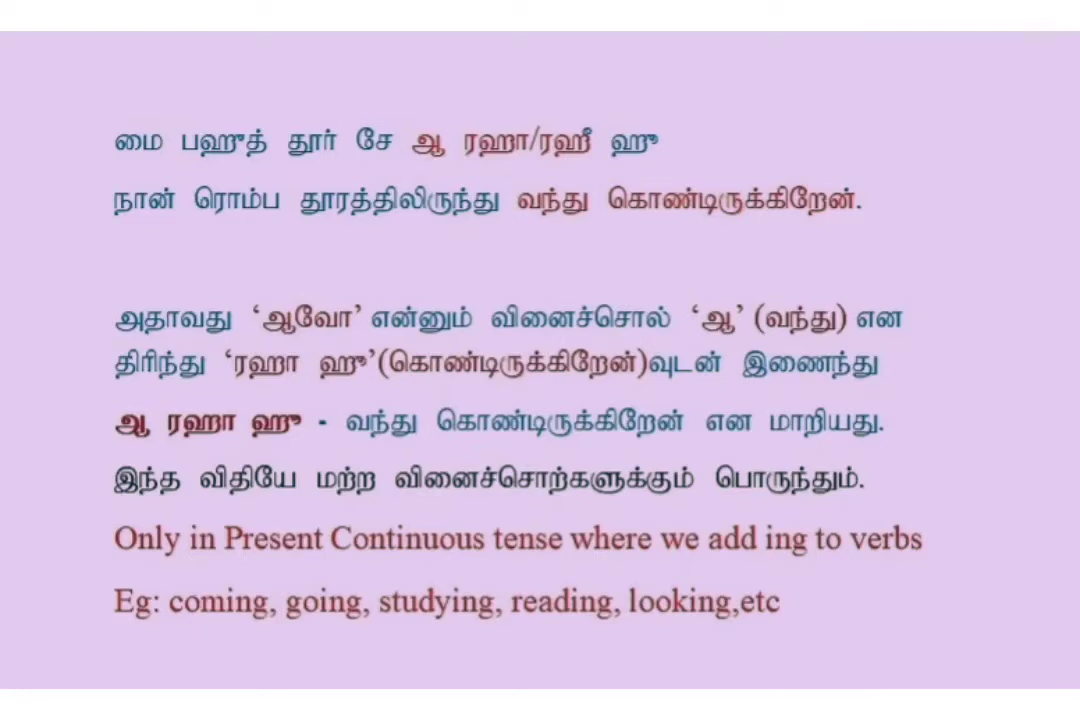 மை பஹுத் தூர் சே ஆ ரஹா/ரஹீ ஹு
நான் ரொம்ப தூரத்திலிருந்து வந்து கொண்டிருக்கிறேன்.
அதாவது ‘ஆவோ’ என்னும் வினைச்சொல் ‘ஆ’ (வந்து) என
திரிந்து ‘ரஹா ஹு’(கொண்டிருக்கிறேன்)வுடன் இணைந்து
ஆ ரஹா ஹு - வந்து கொண்டிருக்கிறேன் என மாறியது.
இந்த விதியே மற்ற வினைச்சொற்களுக்கும் பொருந்தும்.
Only in Present Continuous tense where we add ing to verbs
Eg: coming, going, studying, reading, looking,etc